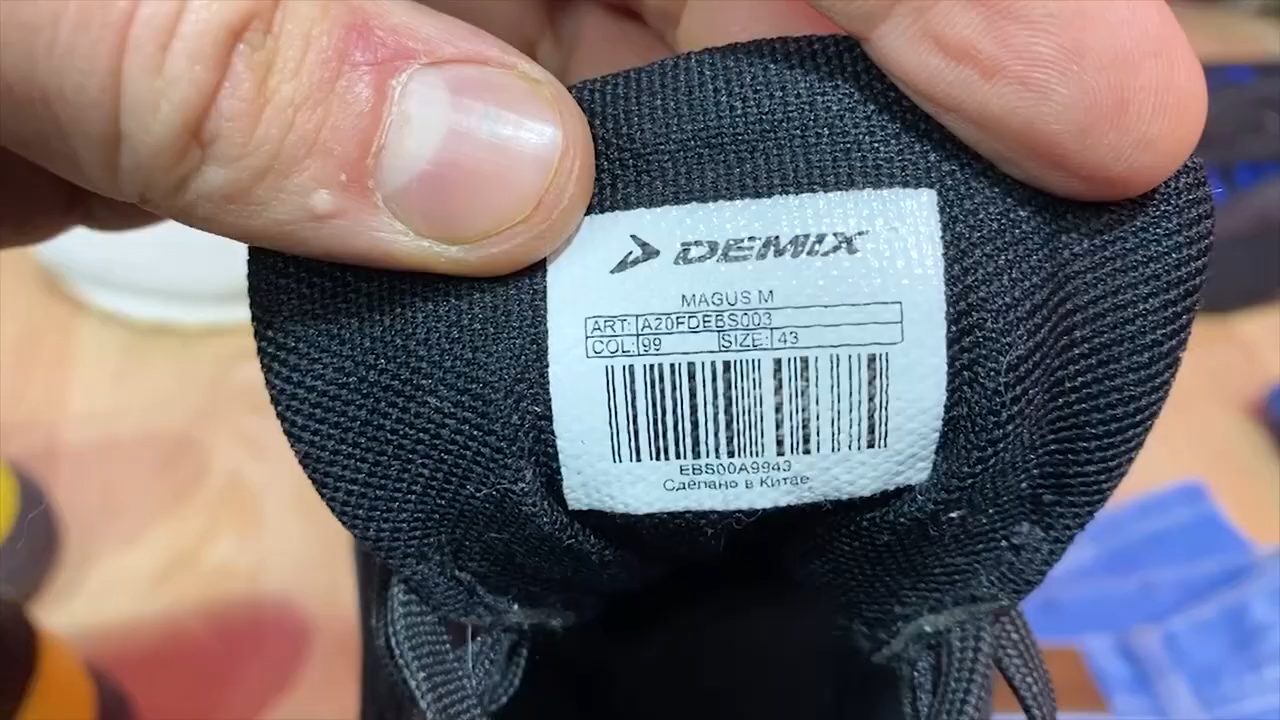 DEMIX
MAGUS M
ART: A20FDEBS003
COL: 99 SIZE: 43
EBS00A9943
Сделано в Китае